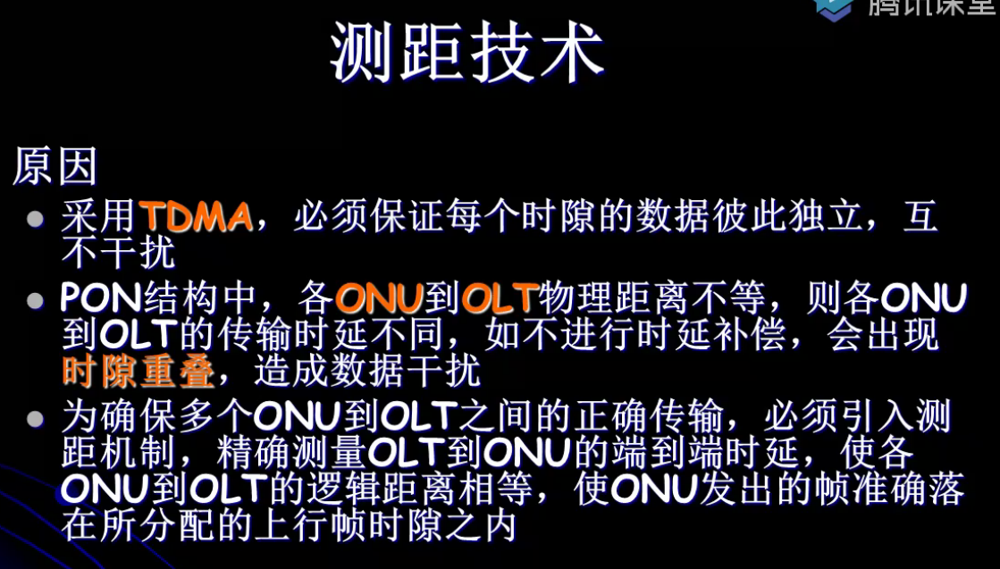 腾讯课堂
测距技术
原因
采用TDMA，必须保证每个时隙的数据彼此独立，互
不干扰
PON结构中，各ONU到OLT物理距离不等，则各ONU
到OLT的传输时延不同，如不进行时延补偿，会出现
时隙重叠，造成数据干扰
为确保多个ONU到OLT之间的正确传输，必须引入测
距机制，精确测量OLT到ONU的端到端时延，使各
ONU到OLT的逻辑距离相等，使ONU发出的帧准确落
在所分配的上行帧时隙之内